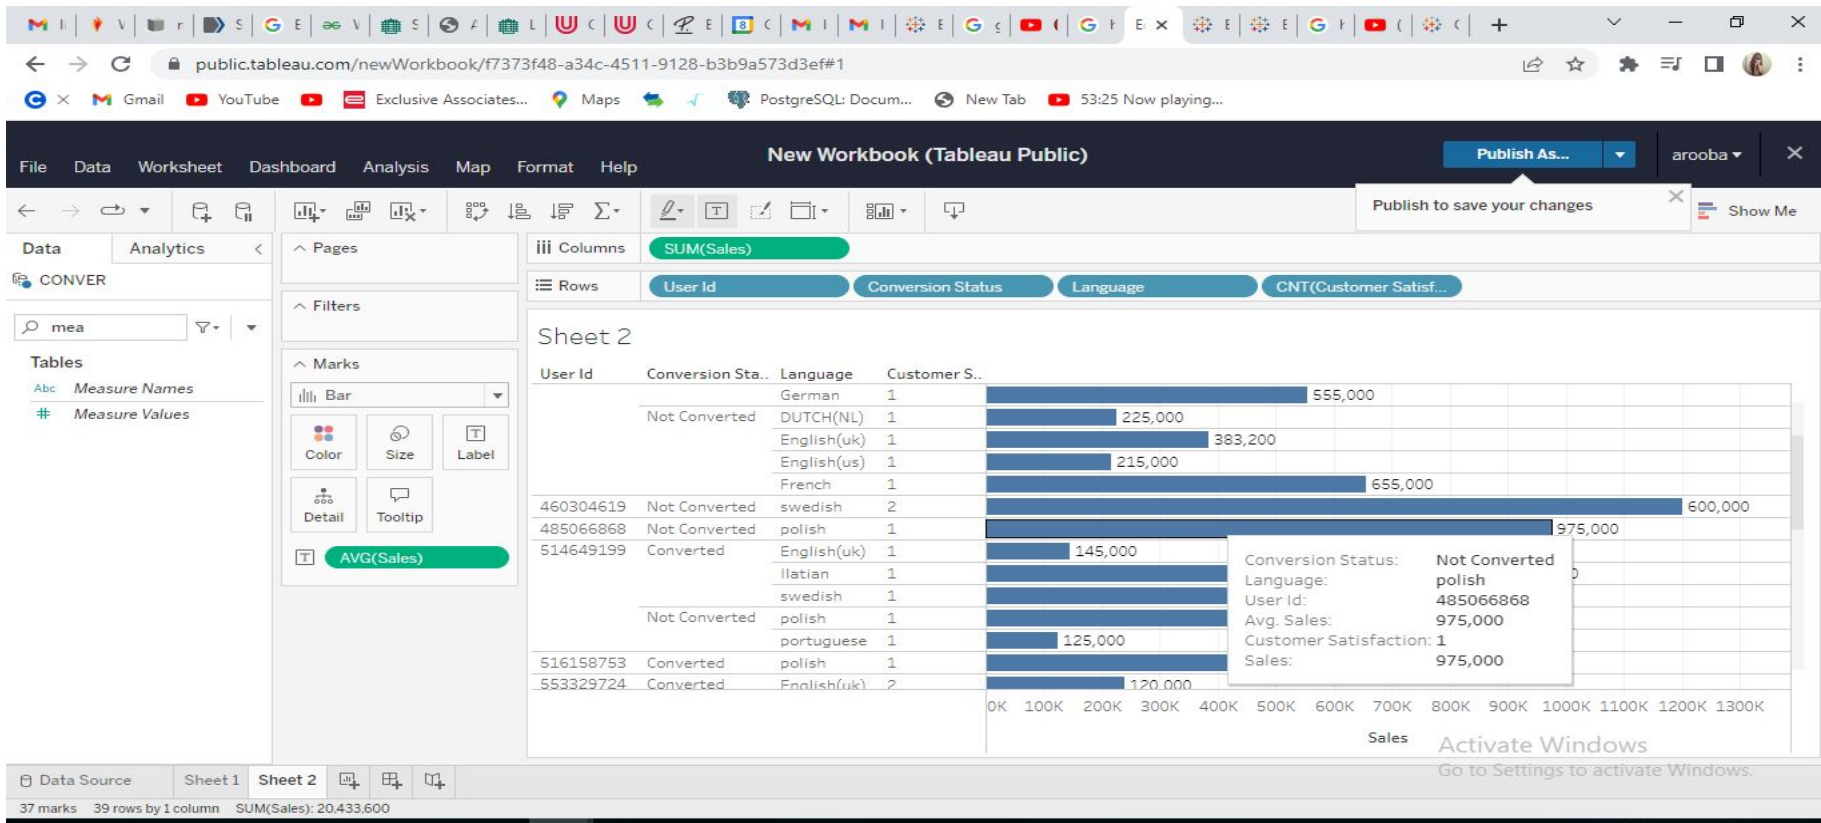 public.tableau.com/newWorkbook/f7373f48-a34c-4511-9128-b3b9a573d3ef#1
Gmail YouTube Exclusive Associates... Maps PostgreSQL: Docum... New Tab 53:25 Now playing...
New Workbook (Tableau Public) Publish As... arooba
File Data Worksheet Dashboard Analysis Map Format Help
Publish to save your changes
Show Me
Data Analytics
Pages
Columns SUM(Sales)
CONVER
Rows User Id Conversion Status Language CNT(Customer Satisf...
Filters
mea
Sheet 2
Tables
Marks
User Id Conversion Sta.. Language Customer S..
Abc Measure Names
Bar
German 1 555,000
# Measure Values
Not Converted DUTCH(NL) 1 225,000
English(uk) 1 383,200
Color Size Label
English(us) 1 215,000
French 1 655,000
460304619 Not Converted swedish 2 600,000
Detail Tooltip
485066868 Not Converted polish 1 975,000
514649199 Converted English(uk) 1 145,000
AVG(Sales)
Ilatian 1
swedish 1
Not Converted polish 1
portuguese 1 125,000
516158753 Converted polish 1
553329724 Converted English(uk) 2 120,000
Conversion Status: Not Converted
Language: polish
User Id: 485066868
Avg. Sales: 975,000
Customer Satisfaction: 1
Sales: 975,000
0K 100K 200K 300K 400K 500K 600K 700K 800K 900K 1000K 1100K 1200K 1300K
Sales
Activate Windows
Go to Settings to activate Windows.
Data Source Sheet 1 Sheet 2
37 marks 39 rows by 1 column SUM(Sales): 20,433,600